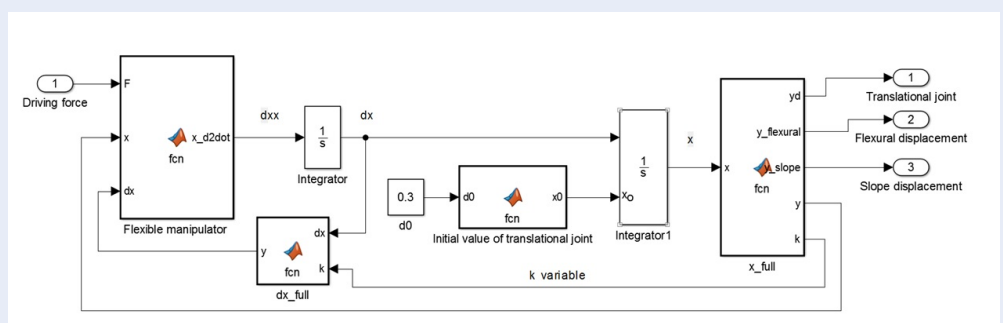 1
Driving force
F
x
dx
x_d2dot
fcn
Flexible manipulator
dxx
1
s
Integrator
dx
dx
k
y
fcn
dx_full
0.3
d0
d0
x0
fcn
Initial value of translational joint
1
s
xo
Integrator1
x
x
yd
y_flexural
y_slope
y
k
fcn
x_full
k variable
1
Translational joint
2
Flexural displacement
3
Slope displacement